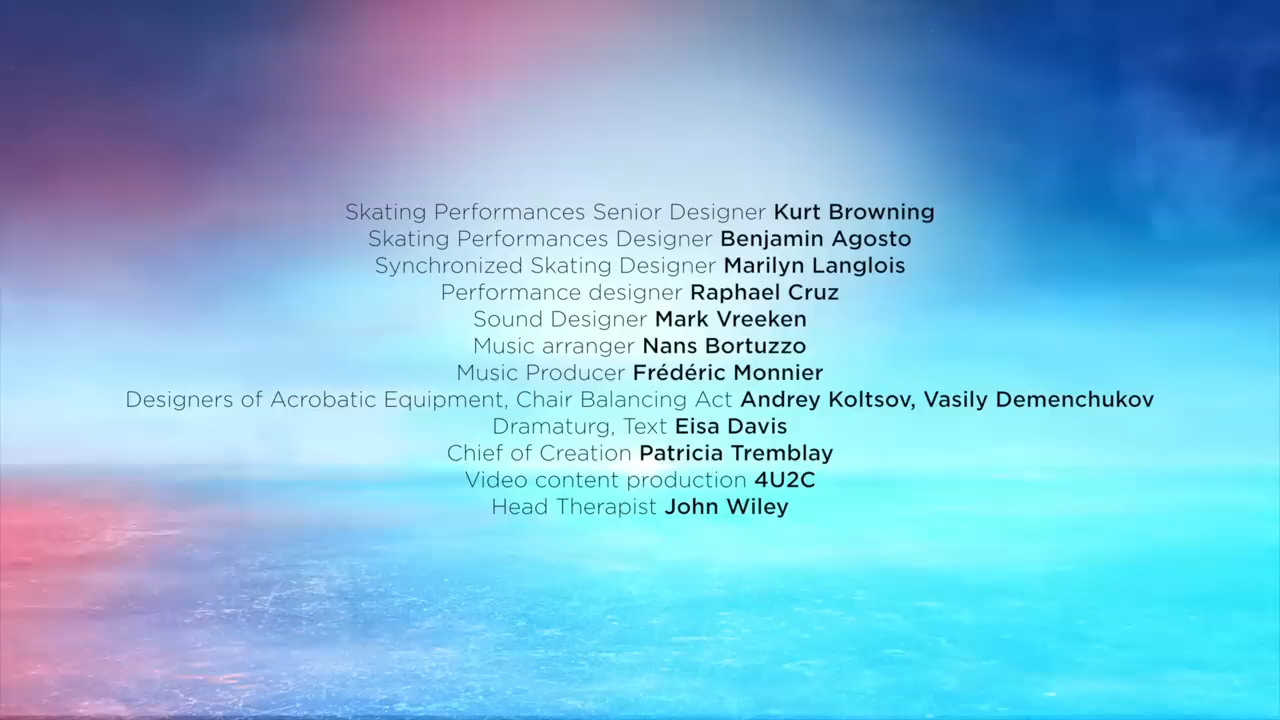 Skating Performances Senior Designer Kurt Browning
Skating Performances Designer Benjamin Agosto
Synchronized Skating Designer Marilyn Langlois
Performance designer Raphael Cruz
Sound Designer Mark Vreeken
Music arranger Nans Bortuzzo
Music Producer Frédéric Monnier
Designers of Acrobatic Equipment, Chair Balancing Act Andrey Koltsov, Vasily Demenchukov
Dramaturg, Text Eisa Davis
Chief of Creation Patricia Tremblay
Video content production 4U2C
Head Therapist John Wiley